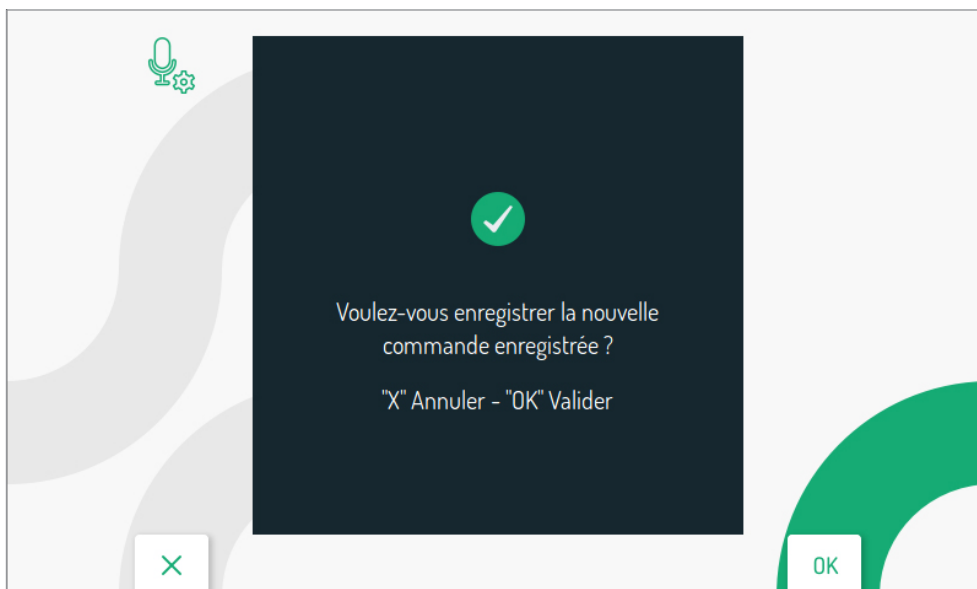 Voulez-vous enregistrer la nouvelle
commande enregistrée ?
"X" Annuler - "OK" Valider
OK